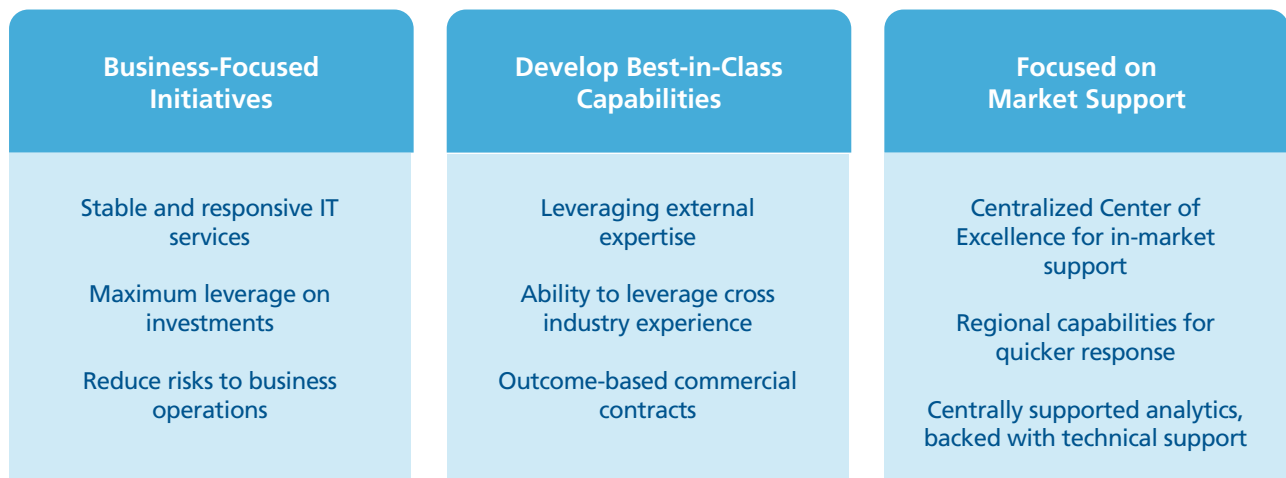 Business-Focused
Initiatives
Stable and responsive IT
services
Maximum leverage on
investments
Reduce risks to business
operations
Develop Best-in-Class
Capabilities
Leveraging external
expertise
Ability to leverage cross
industry experience
Outcome-based commercial
contracts
Focused on
Market Support
Centralized Center of
Excellence for in-market
support
Regional capabilities for
quicker response
Centrally supported analytics,
backed with technical support